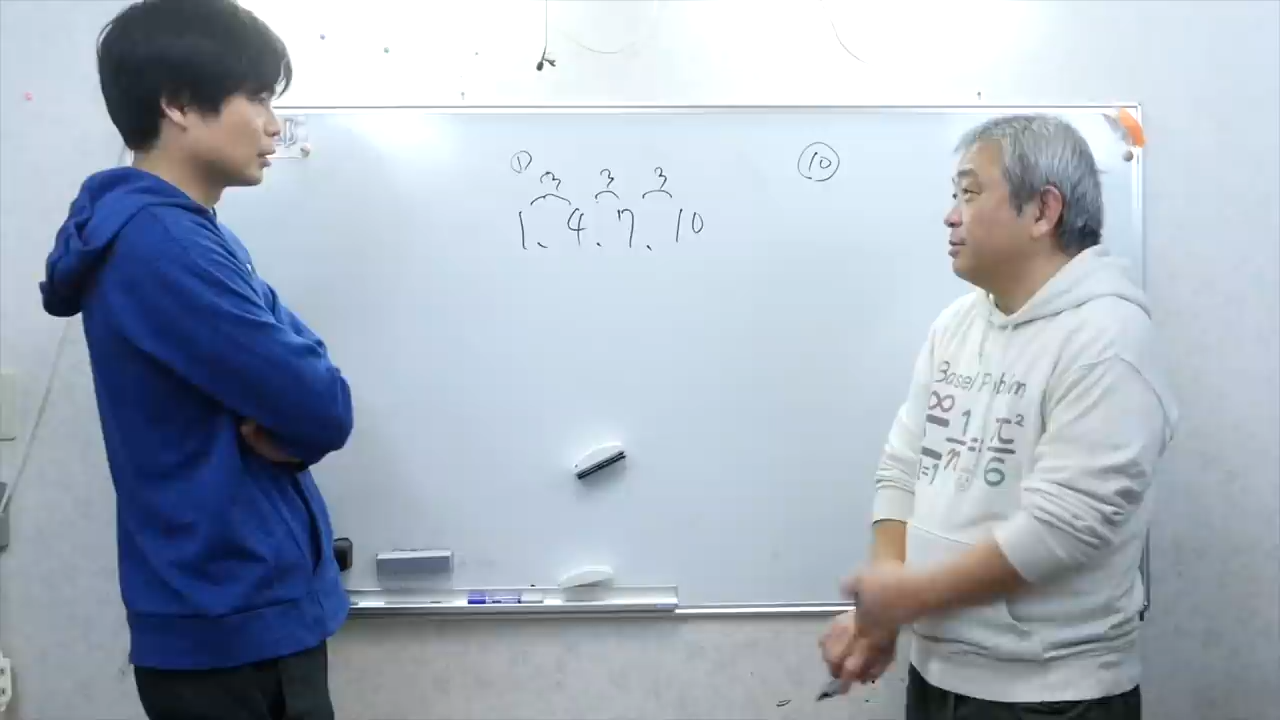 ① ⑩
3 3 3
1, 4, 7, 10
Basel Problem
∞ 1 π²
n=1 n² = 6